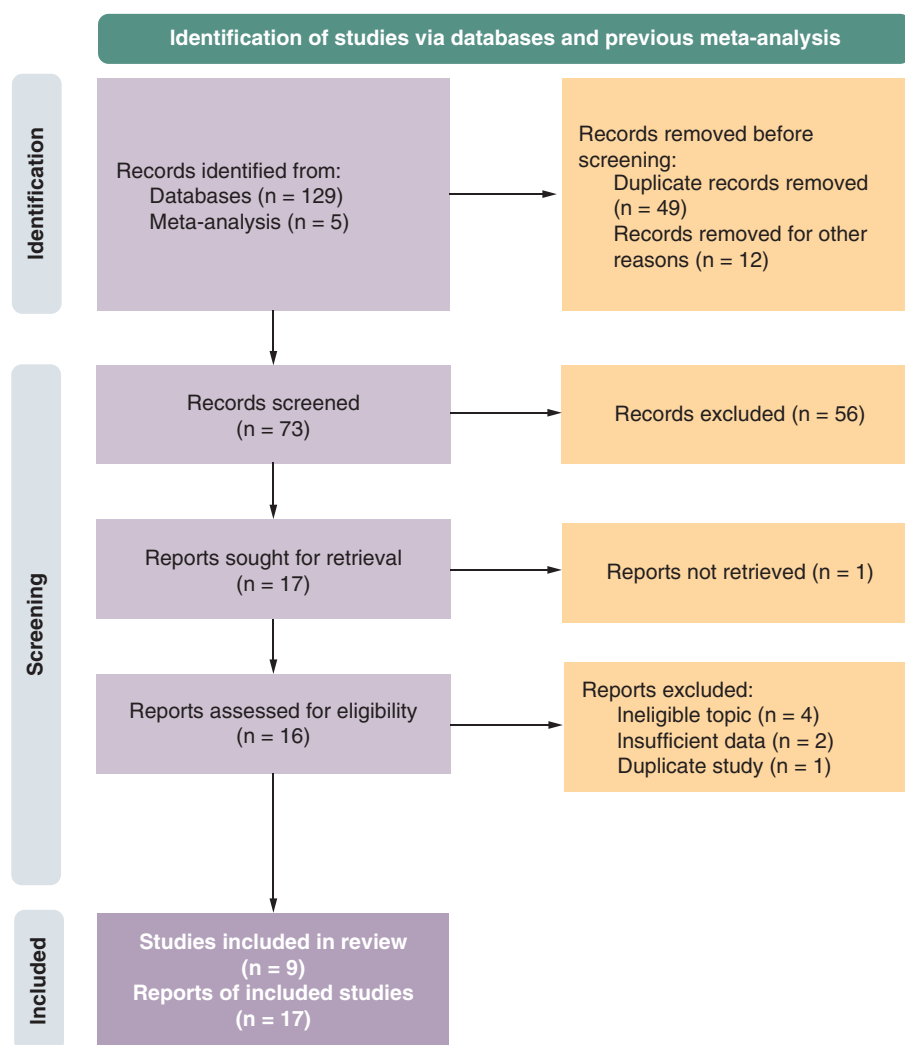 Identification of studies via databases and previous meta-analysis
Identification
Records identified from:
Databases (n = 129)
Meta-analysis (n = 5)
Records removed before
screening:
Duplicate records removed
(n = 49)
Records removed for other
reasons (n = 12)
Screening
Records screened
(n = 73)
Records excluded (n = 56)
Reports sought for retrieval
(n = 17)
Reports not retrieved (n = 1)
Reports assessed for eligibility
(n = 16)
Reports excluded:
Ineligible topic (n = 4)
Insufficient data (n = 2)
Duplicate study (n = 1)
Included
Studies included in review
(n = 9)
Reports of included studies
(n = 17)